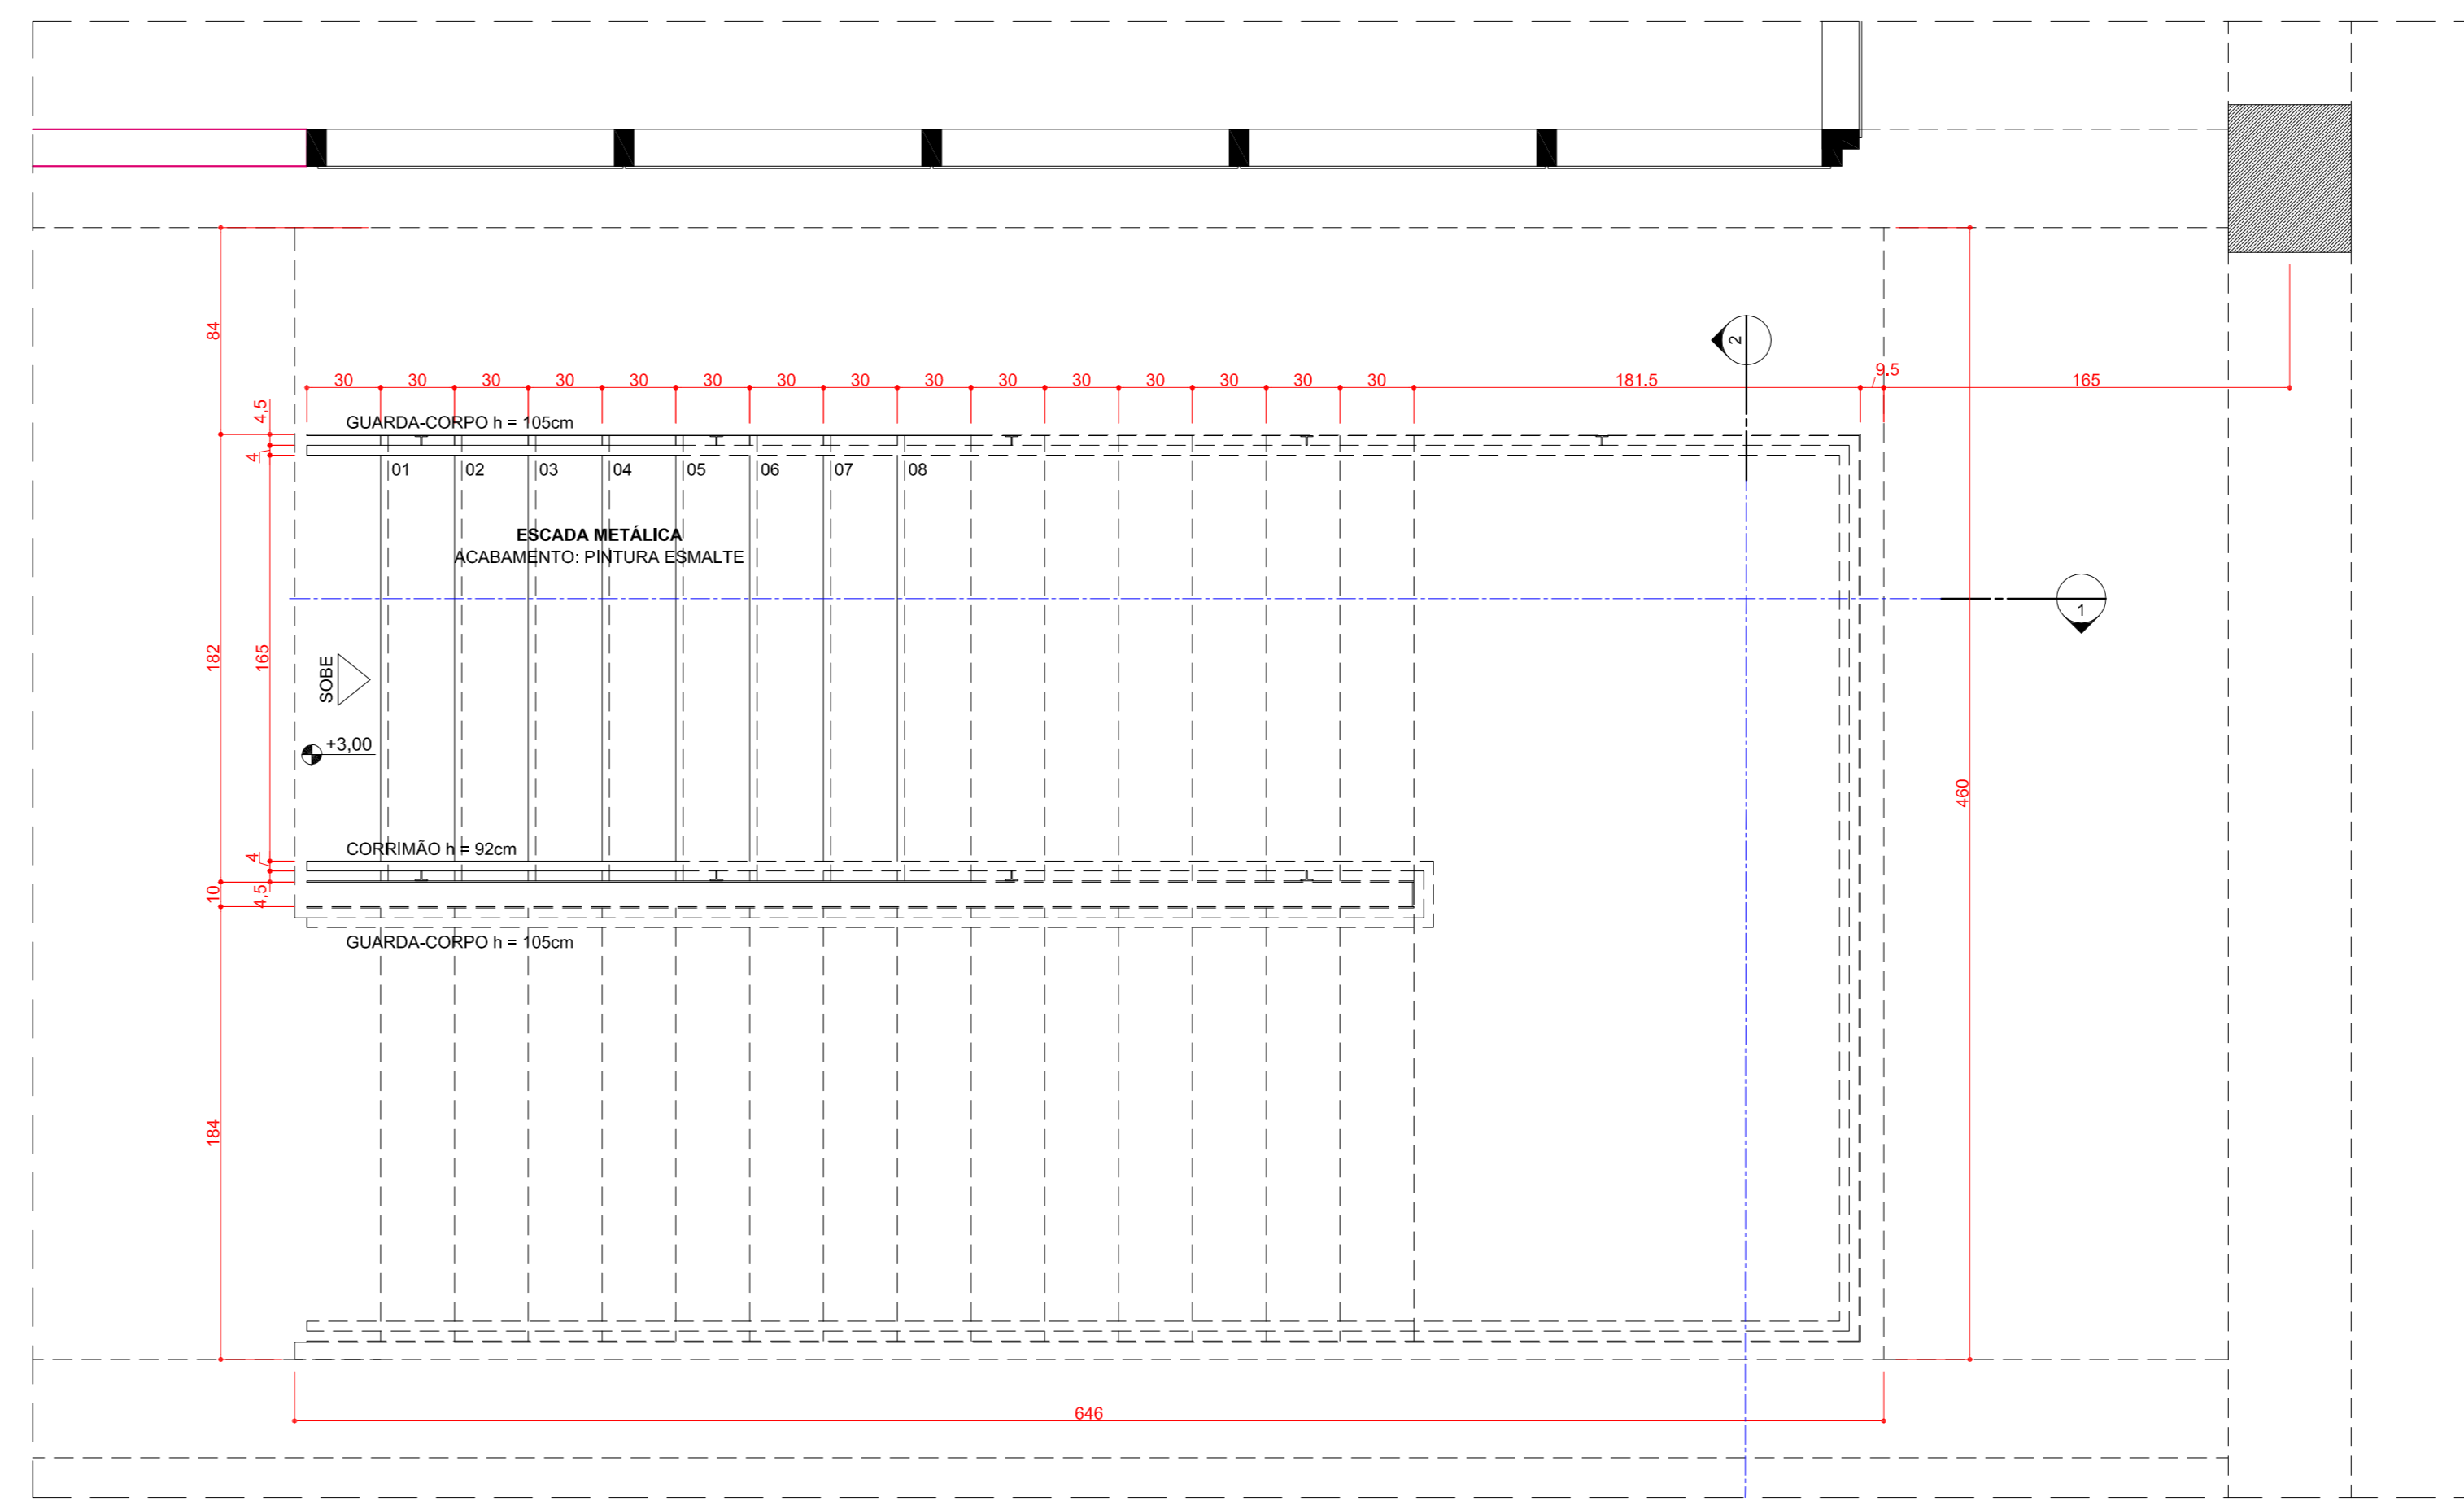 2
84
30 30 30 30 30 30 30 30 30 30 30 30 30 30 30 181.5 9.5 165
4,5
GUARDA-CORPO h = 105cm
4
01 02 03 04 05 06 07 08
ESCADA METÁLICA
ACABAMENTO: PINTURA ESMALTE
1
182
165
SOBE
+3,00
460
CORRIMÃO h = 92cm
4
10
4,5
GUARDA-CORPO h = 105cm
184
646